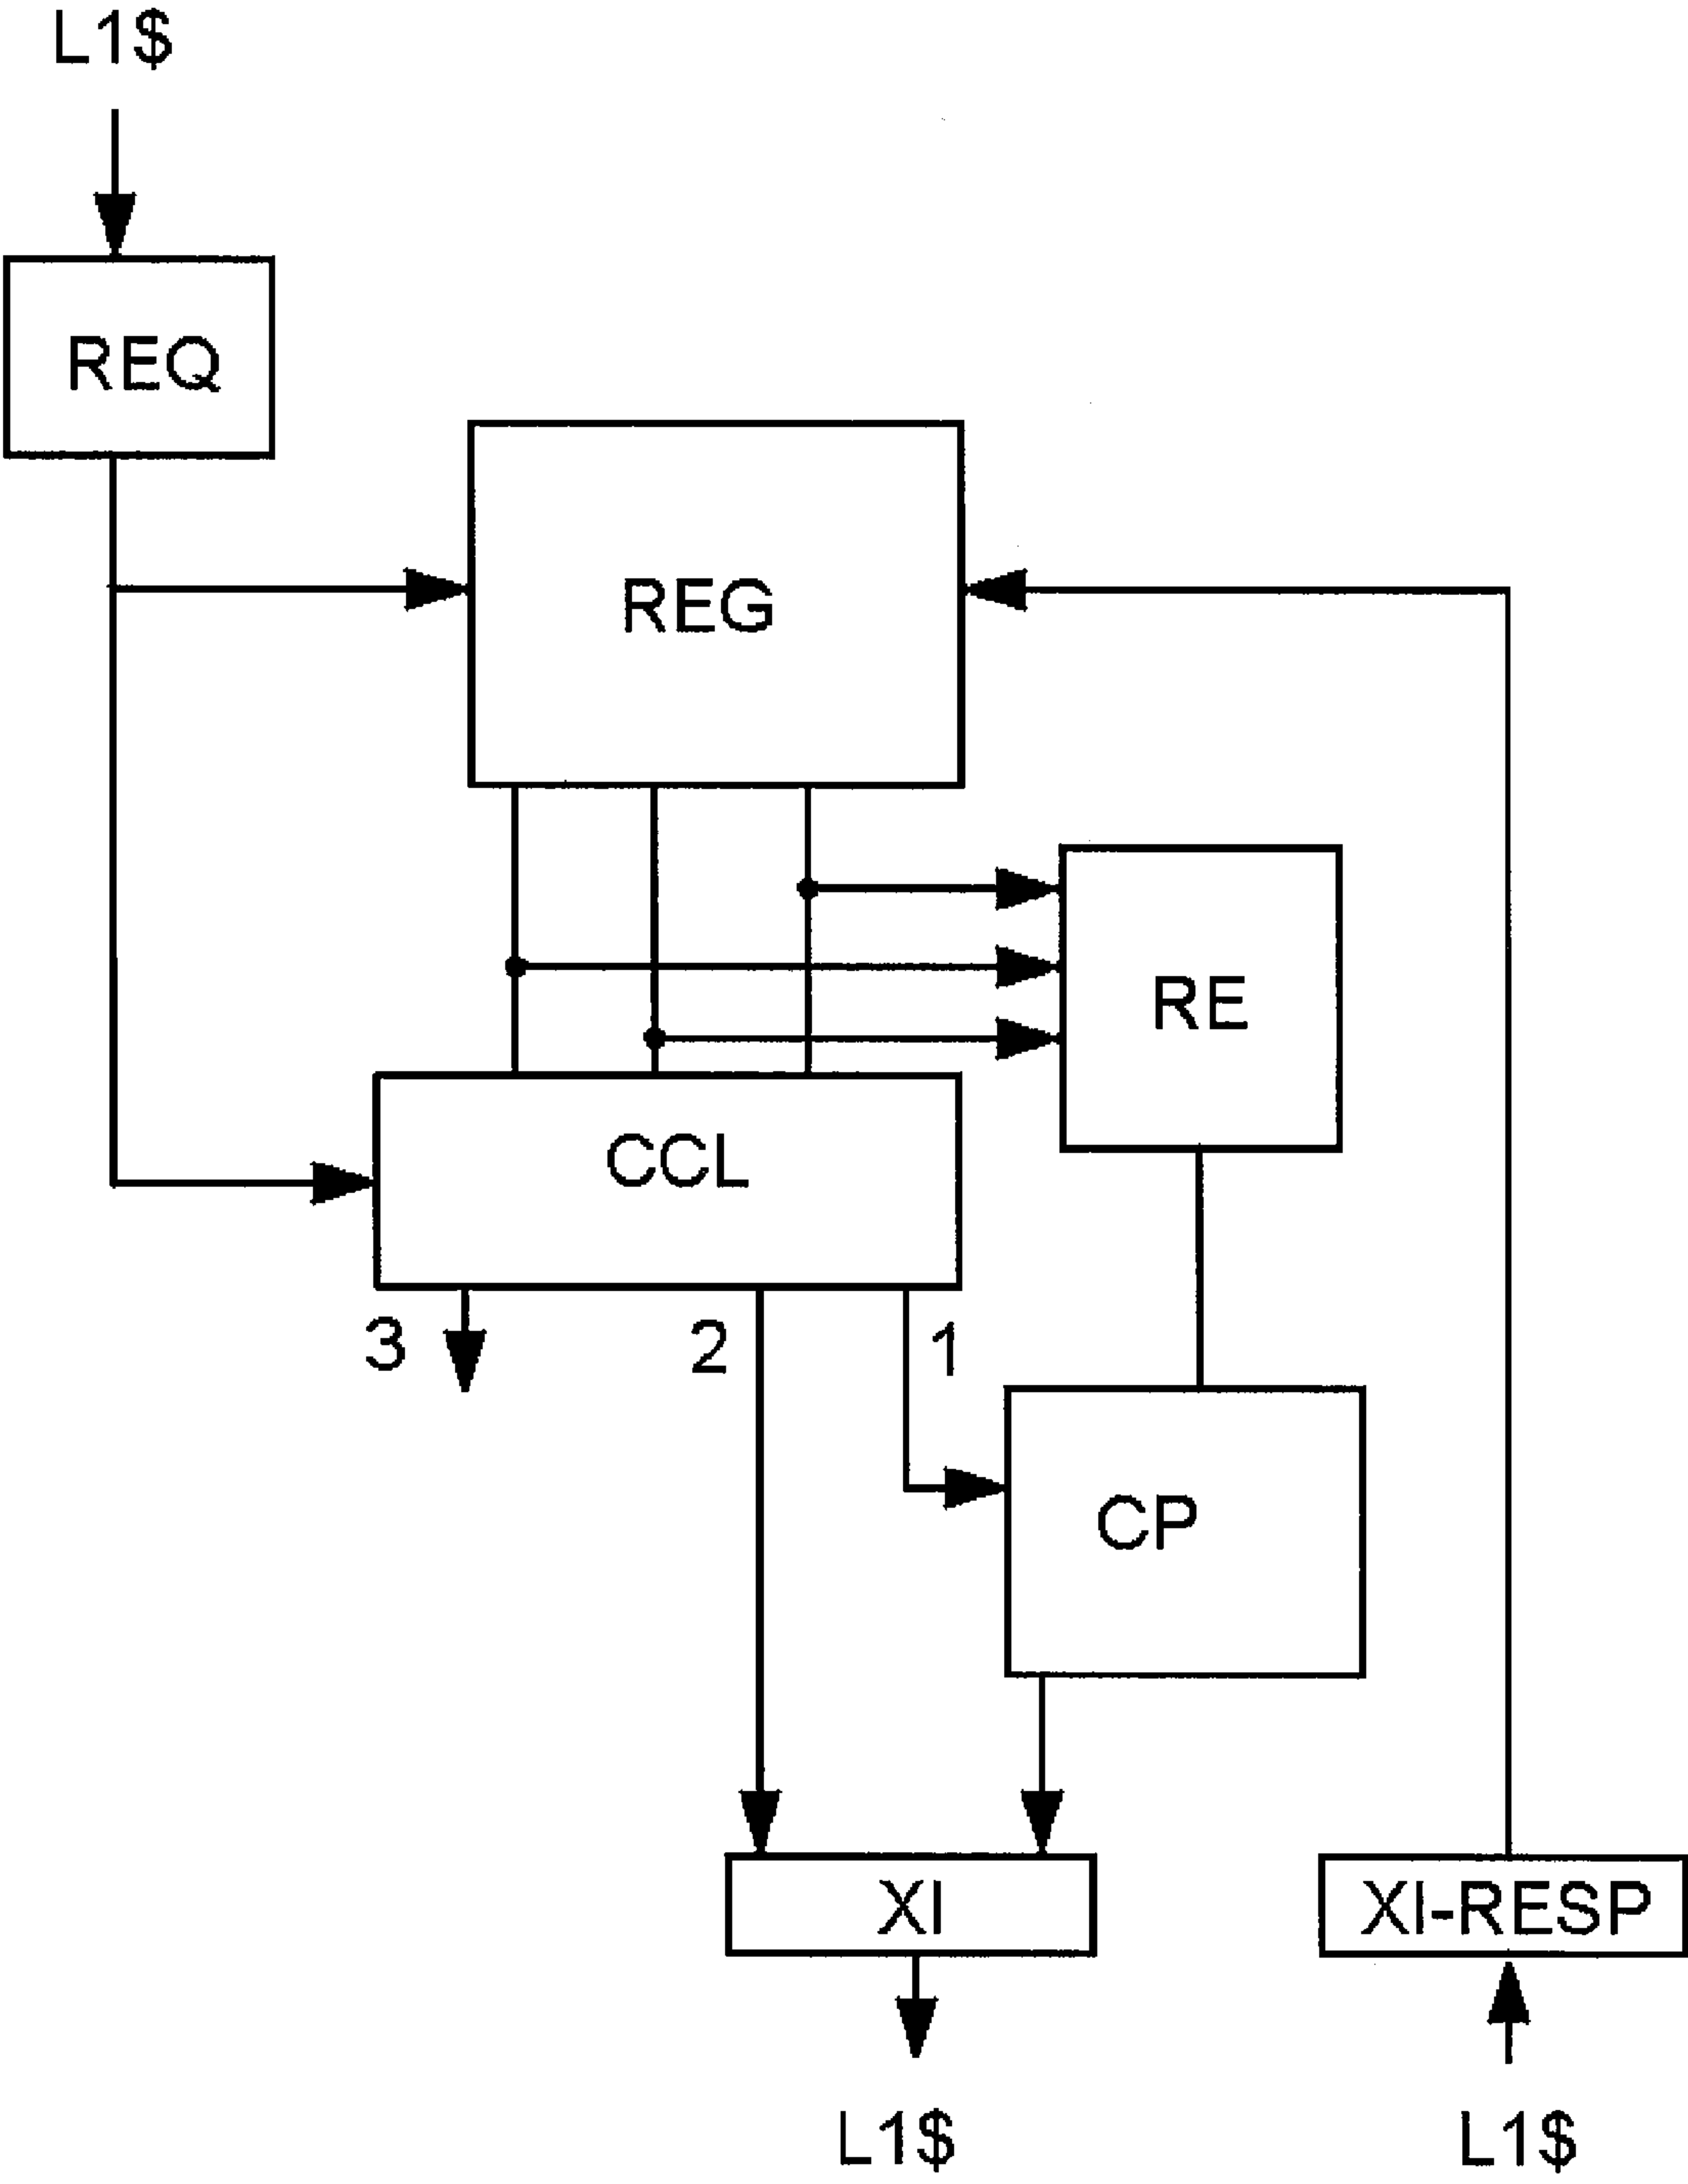 L1$
REQ
REG
RE
CCL
3 2 1
CP
XI XI-RESP
L1$ L1$